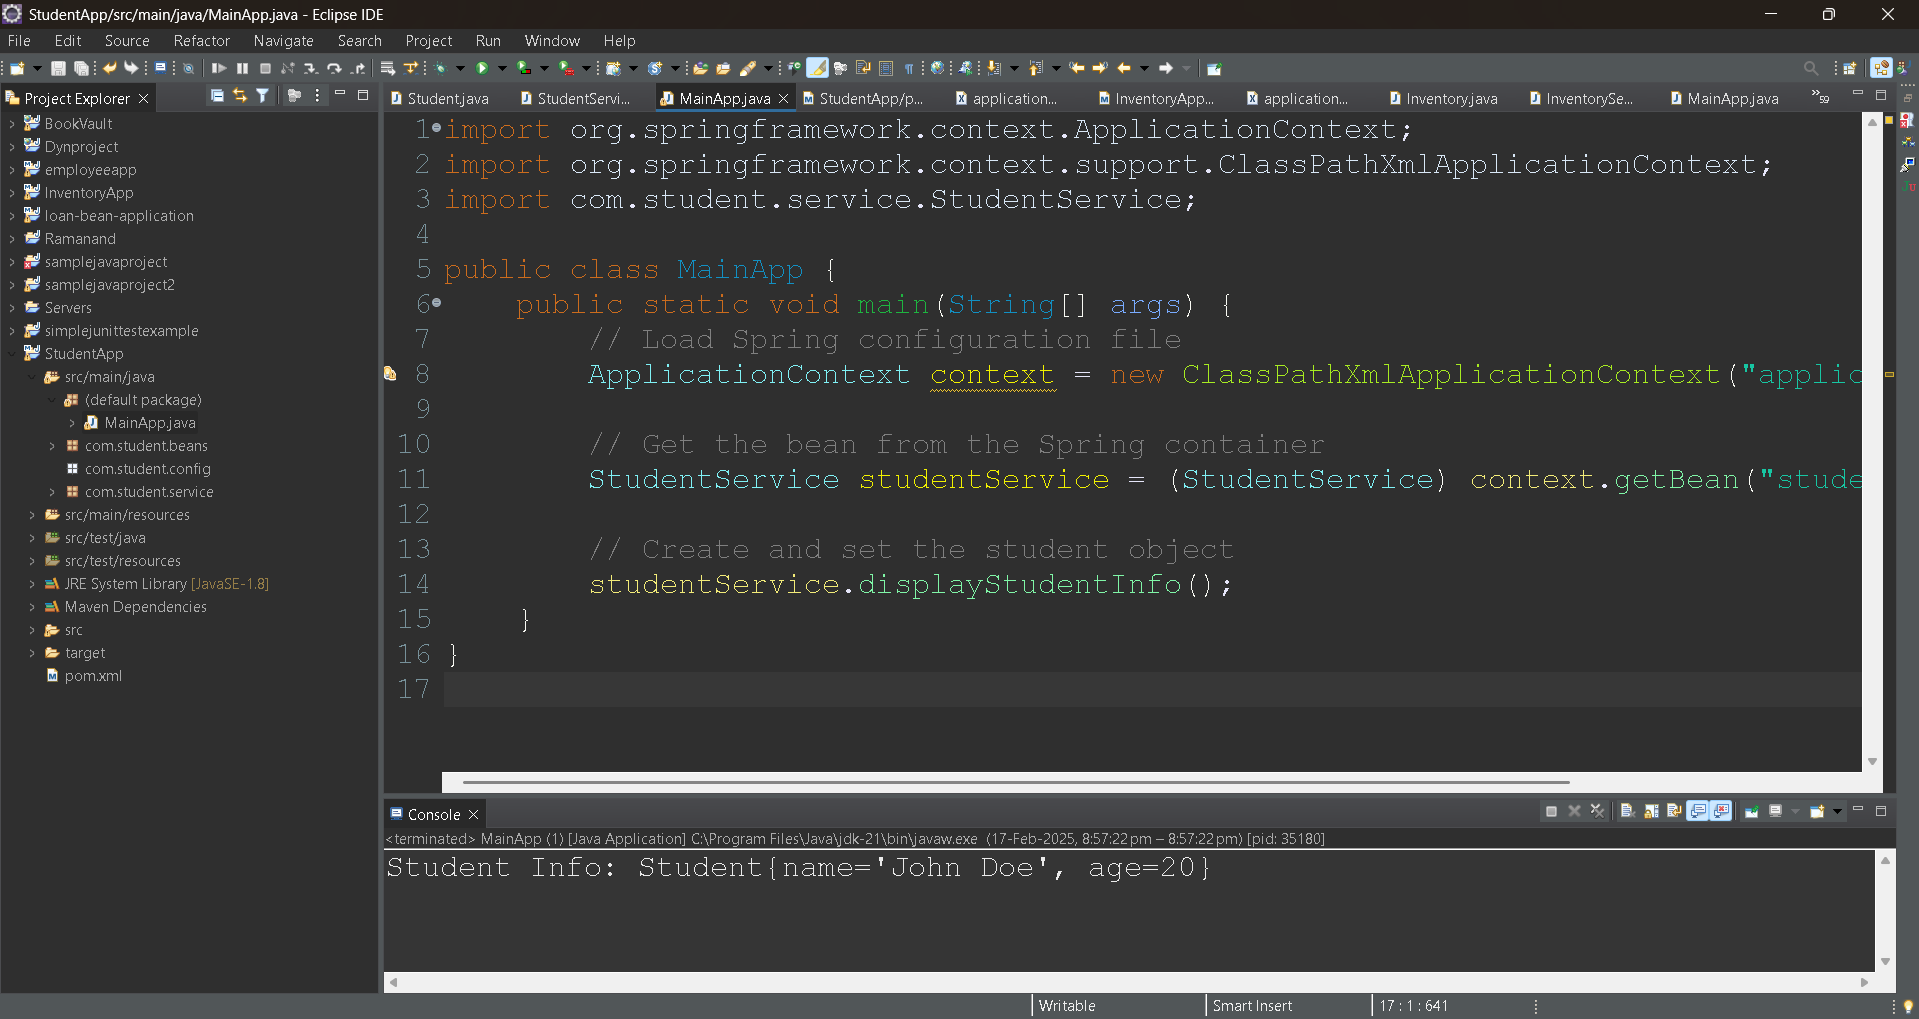 StudentApp/src/main/java/MainApp.java - Eclipse IDE
File Edit Source Refactor Navigate Search Project Run Window Help
Project Explorer
BookVault
Dynproject
employeeapp
InventoryApp
loan-bean-application
Ramanand
samplejavaproject
samplejavaproject2
Servers
simplejunittestexample
StudentApp
src/main/java
(default package)
MainApp.java
com.student.beans
com.student.config
com.student.service
src/main/resources
src/test/java
src/test/resources
JRE System Library [JavaSE-1.8]
Maven Dependencies
src
target
pom.xml
Student.java StudentServi... MainApp.java StudentApp/p... application... InventoryApp... application... Inventory.java InventorySe... MainApp.java »59
1 import org.springframework.context.ApplicationContext;
2 import org.springframework.context.support.ClassPathXmlApplicationContext;
3 import com.student.service.StudentService;
4
5 public class MainApp {
6 public static void main(String[] args) {
7 // Load Spring configuration file
8 ApplicationContext context = new ClassPathXmlApplicationContext("applic
9
10 // Get the bean from the Spring container
11 StudentService studentService = (StudentService) context.getBean("stude
12
13 // Create and set the student object
14 studentService.displayStudentInfo();
15 }
16 }
17
Console
<terminated> MainApp (1) [Java Application] C:\Program Files\Java\jdk-21\bin\javaw.exe (17-Feb-2025, 8:57:22 pm – 8:57:22 pm) [pid: 35180]
Student Info: Student{name='John Doe', age=20}
Writable Smart Insert 17 : 1 : 641